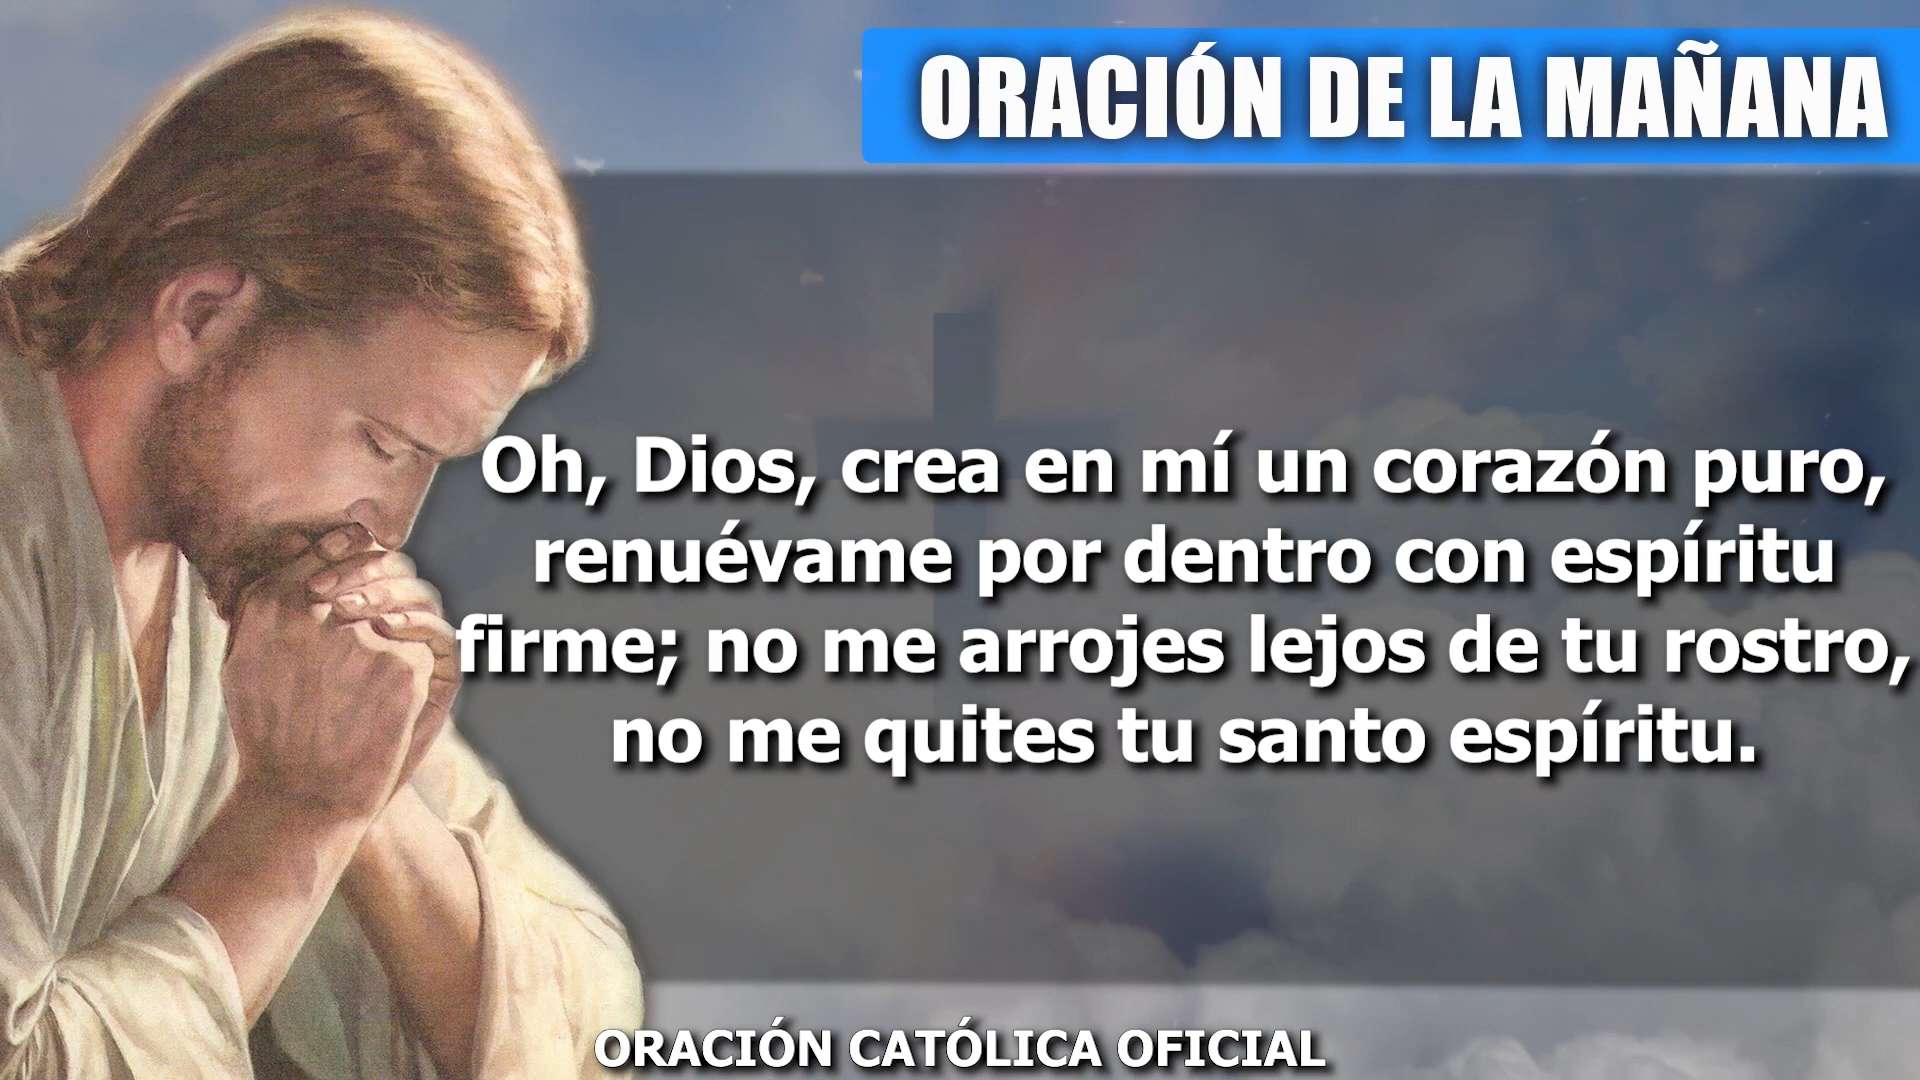 ORACIÓN DE LA MAÑANA
Oh, Dios, crea en mí un corazón puro,
renuévame por dentro con espíritu
firme; no me arrojes lejos de tu rostro,
no me quites tu santo espíritu.
ORACIÓN CATÓLICA OFICIAL